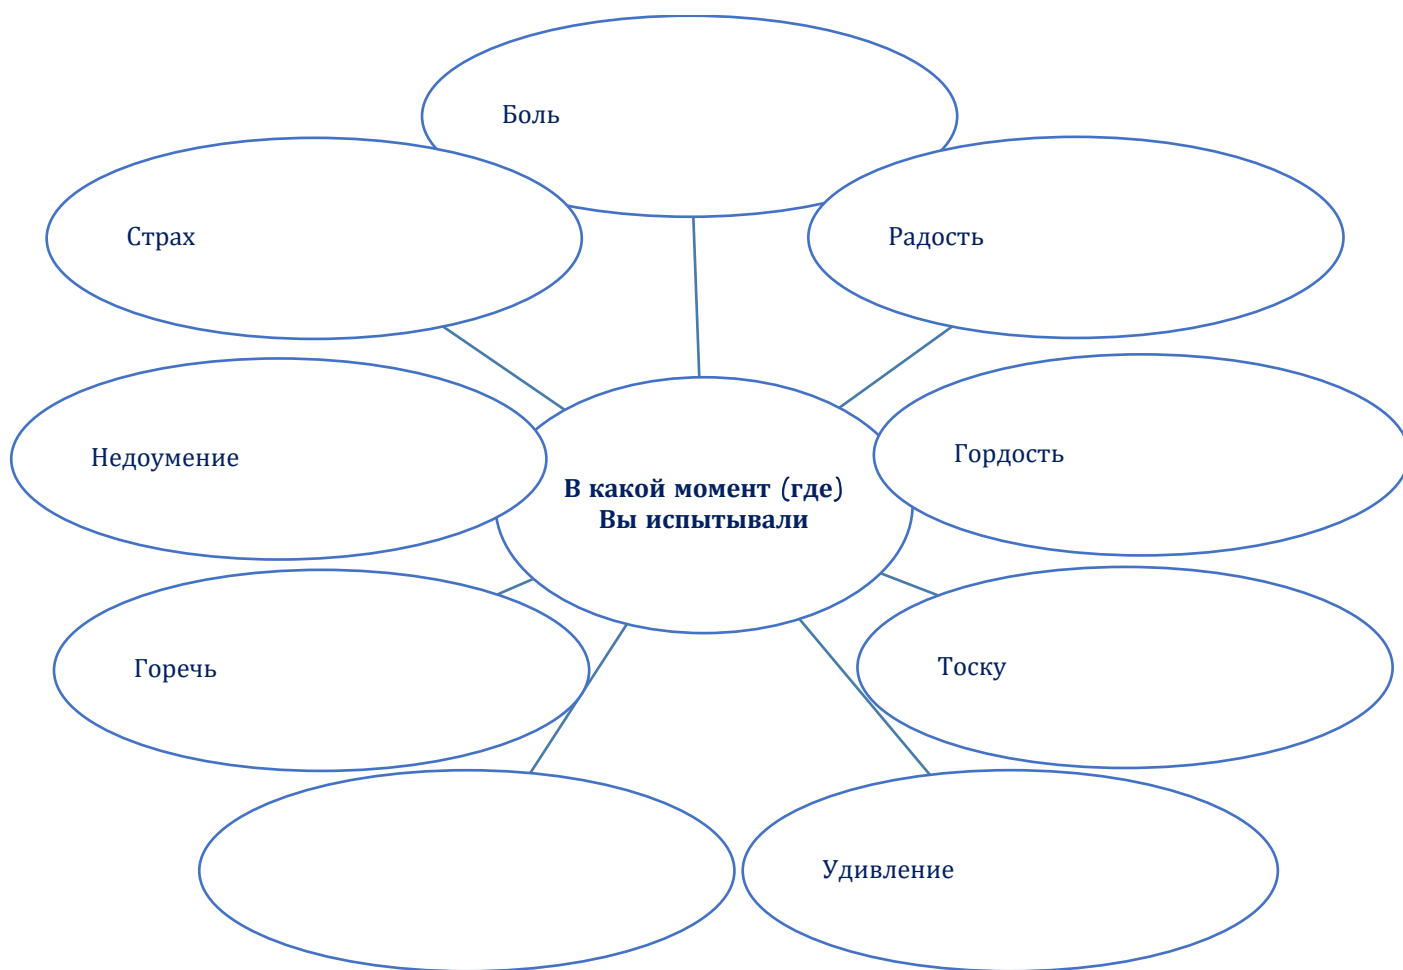 Боль
Страх
Радость
Недоумение
Гордость
В какой момент (где)
Вы испытывали
Горечь
Тоску
Удивление